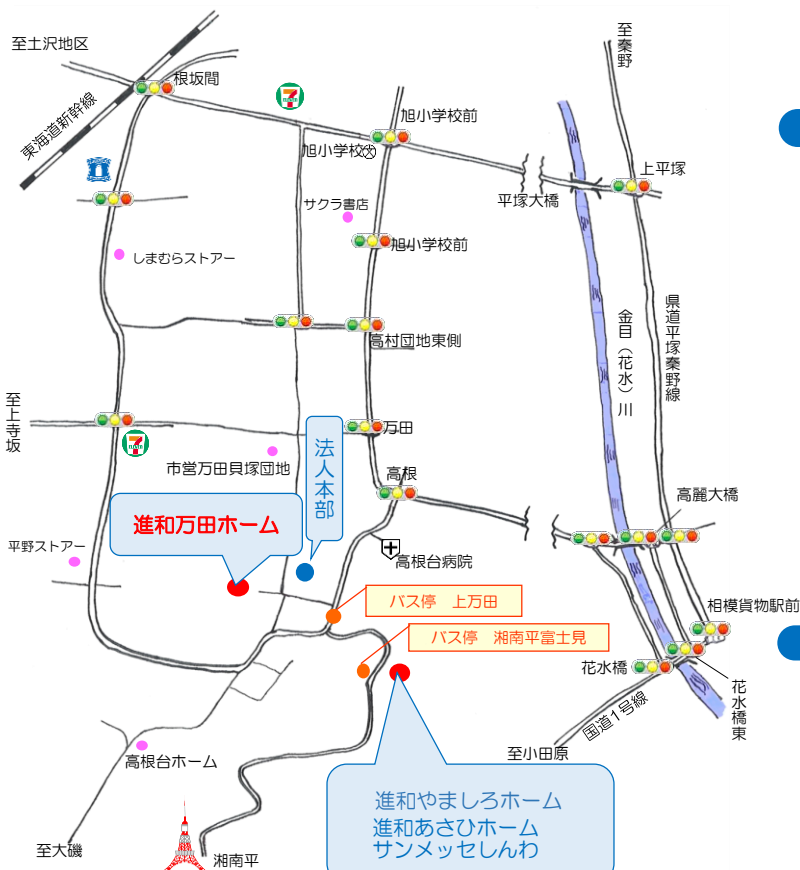 至土沢地区
根坂間
東海道新幹線
旭小学校前
旭小学校
至秦野
上平塚
平塚大橋
サクラ書店
旭小学校前
しまむらストアー
金目(花水)川
県道平塚秦野線
高村団地東側
至上寺坂
万田
市営万田貝塚団地
法人本部
高根
高麗大橋
進和万田ホーム
平野ストアー
高根台病院
バス停 上万田
相模貨物駅前
バス停 湘南平富士見
花水橋
花水橋東
国道1号線
至小田原
高根台ホーム
進和やましろホーム
進和あさひホーム
サンメッセしんわ
至大磯
湘南平